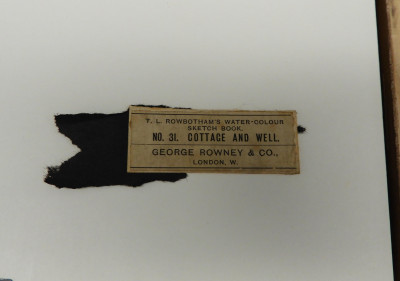 T. L. ROWBOTHAM'S WATER-COLOUR
SKETCH BOOK.
NO. 31. COTTAGE AND WELL.
GEORGE ROWNEY & CO.,
LONDON, W.